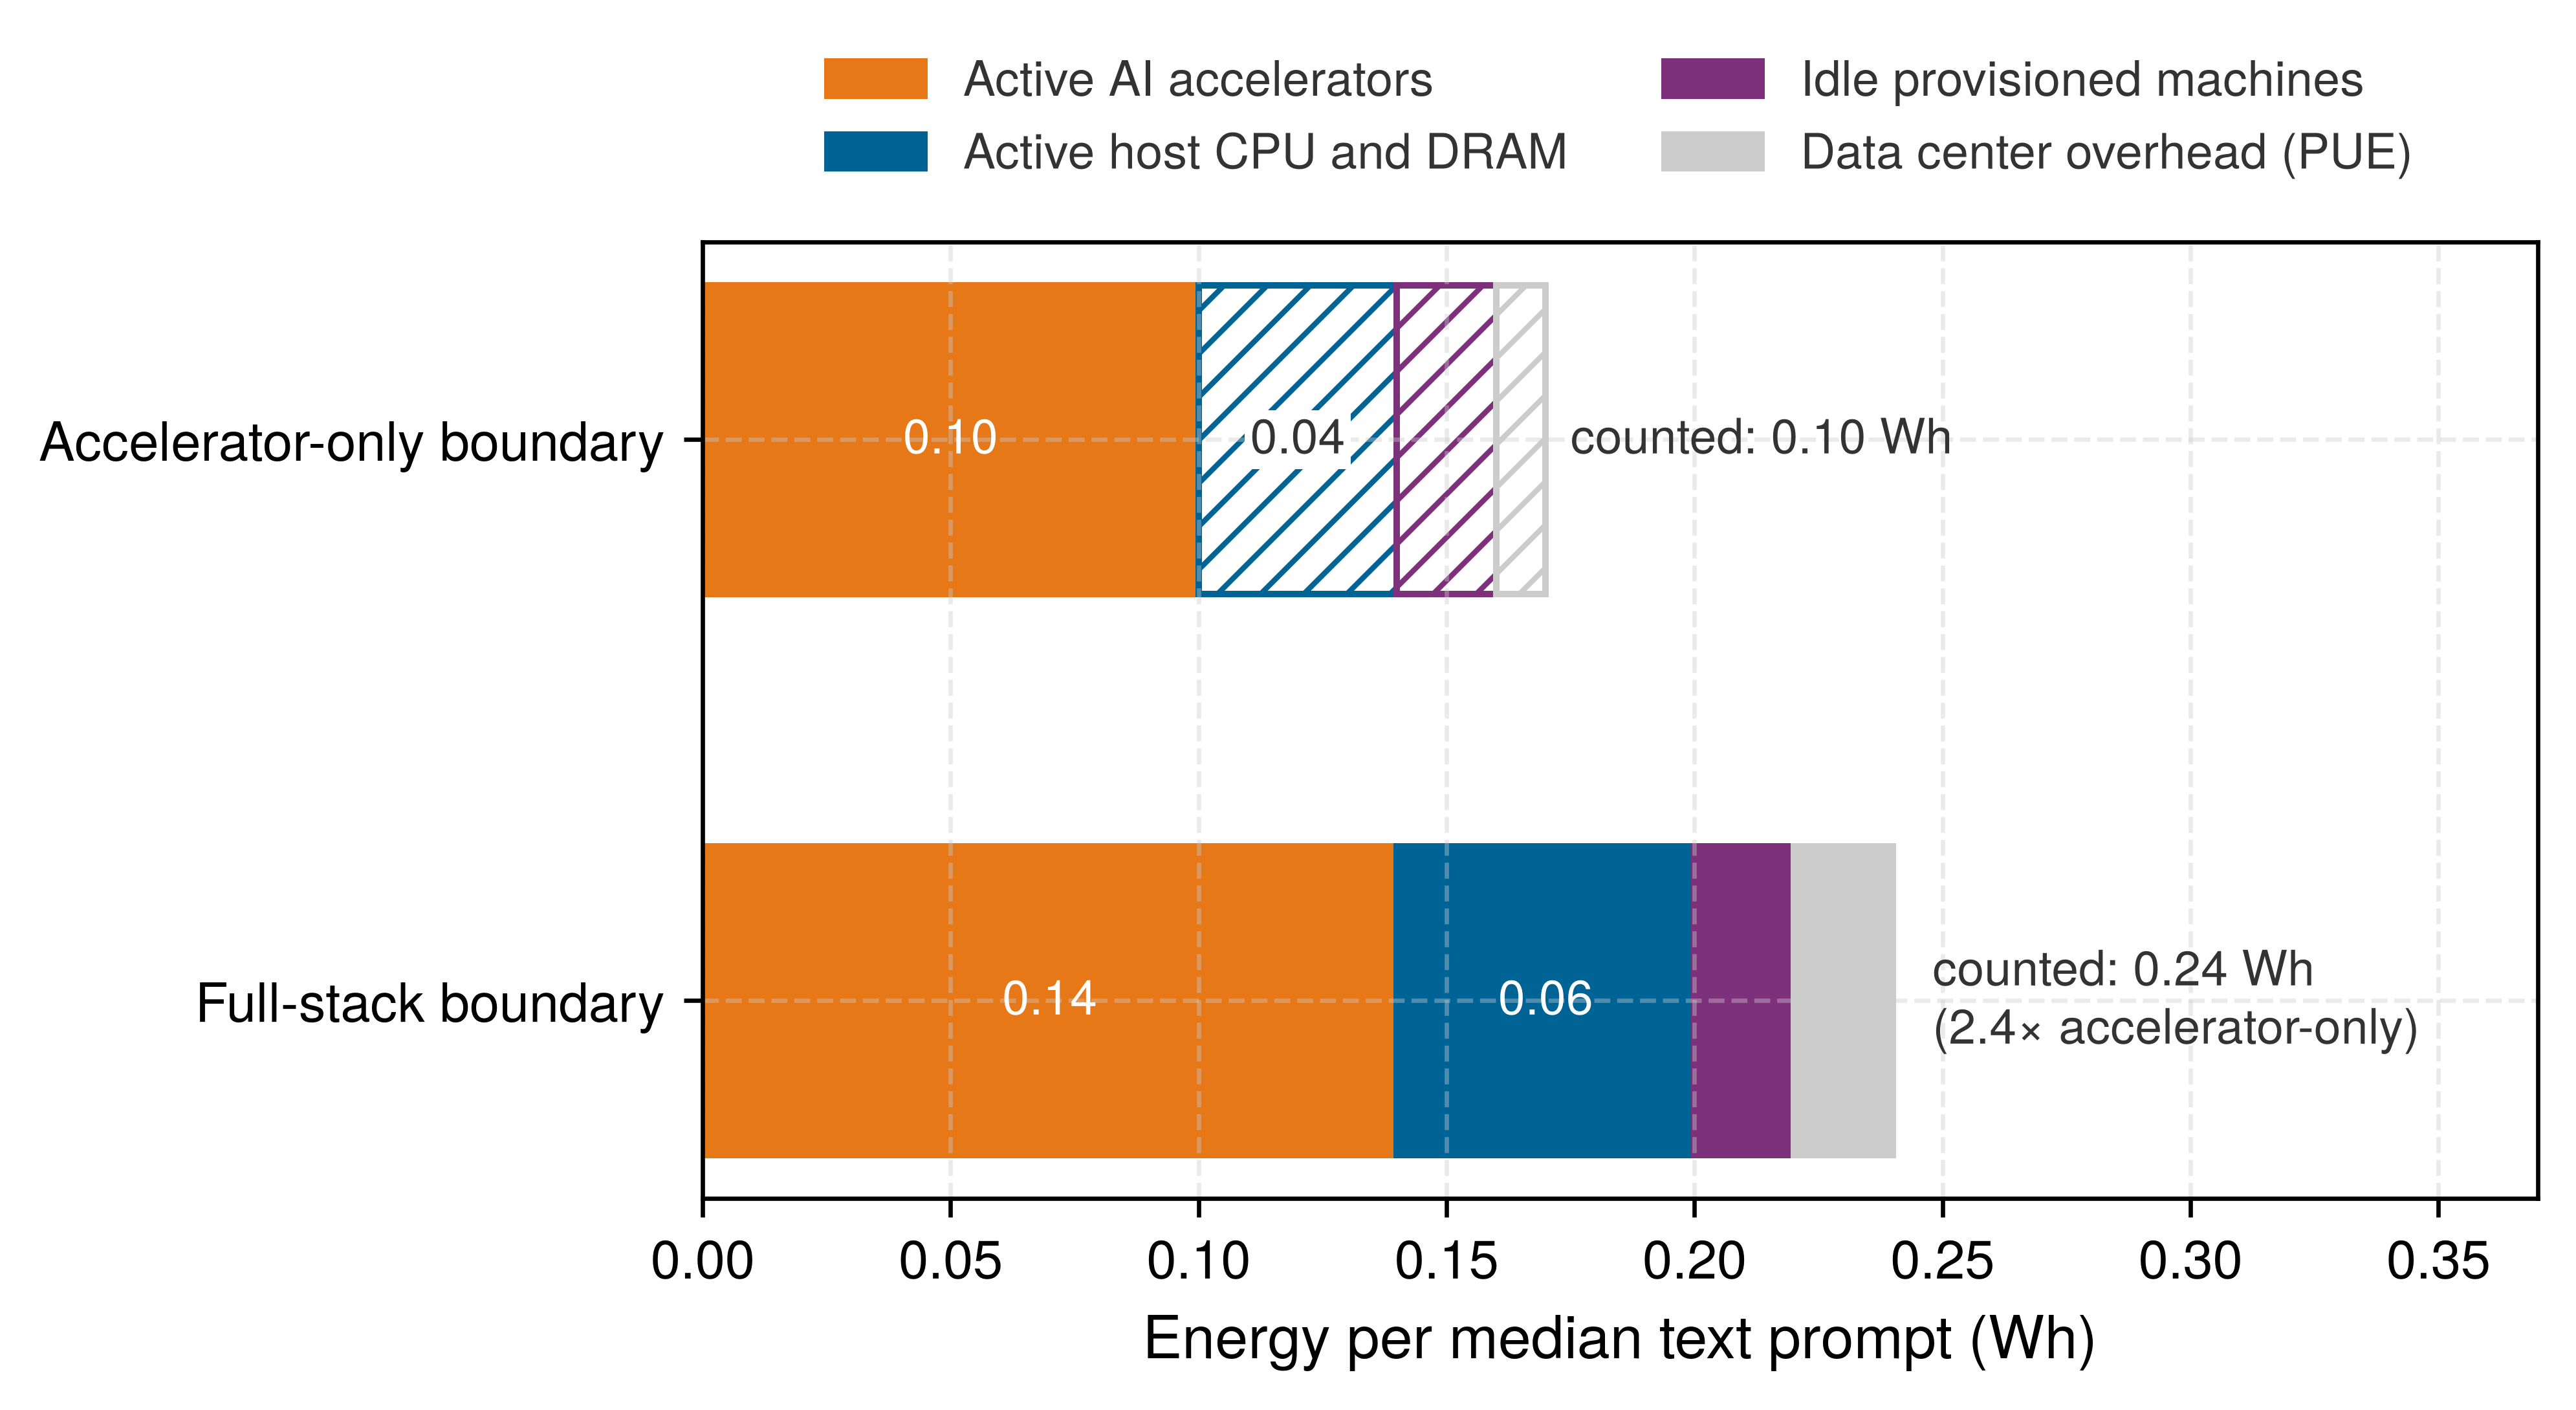 Active AI accelerators
Active host CPU and DRAM
Idle provisioned machines
Data center overhead (PUE)
Accelerator-only boundary
0.10
0.04
counted: 0.10 Wh
Full-stack boundary
0.14
0.06
counted: 0.24 Wh
(2.4× accelerator-only)
0.00
0.05
0.10
0.15
0.20
0.25
0.30
0.35
Energy per median text prompt (Wh)